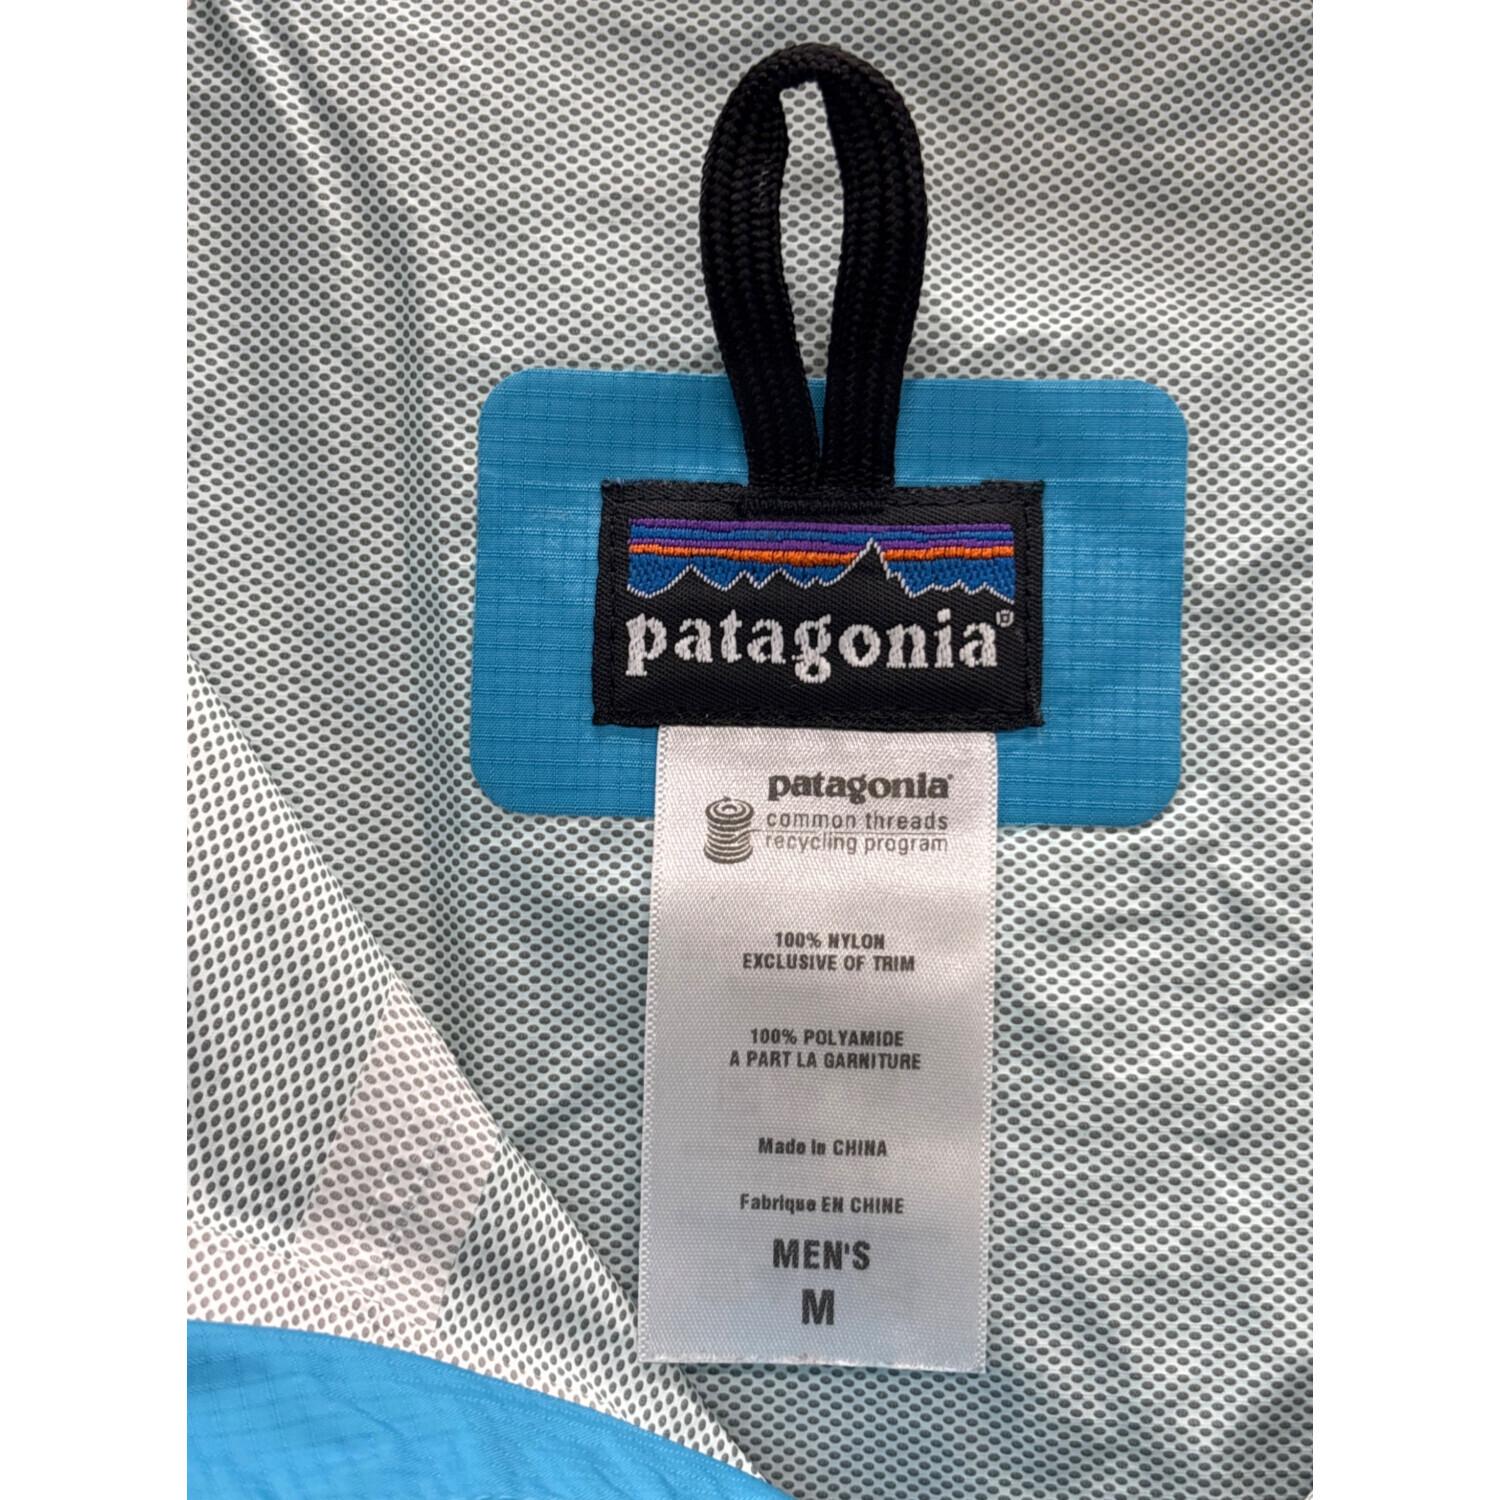 patagonia®
patagonia®
common threads
recycling program
100% NYLON
EXCLUSIVE OF TRIM
100% POLYAMIDE
A PART LA GARNITURE
Made in CHINA
Fabrique EN CHINE
MEN'S
M